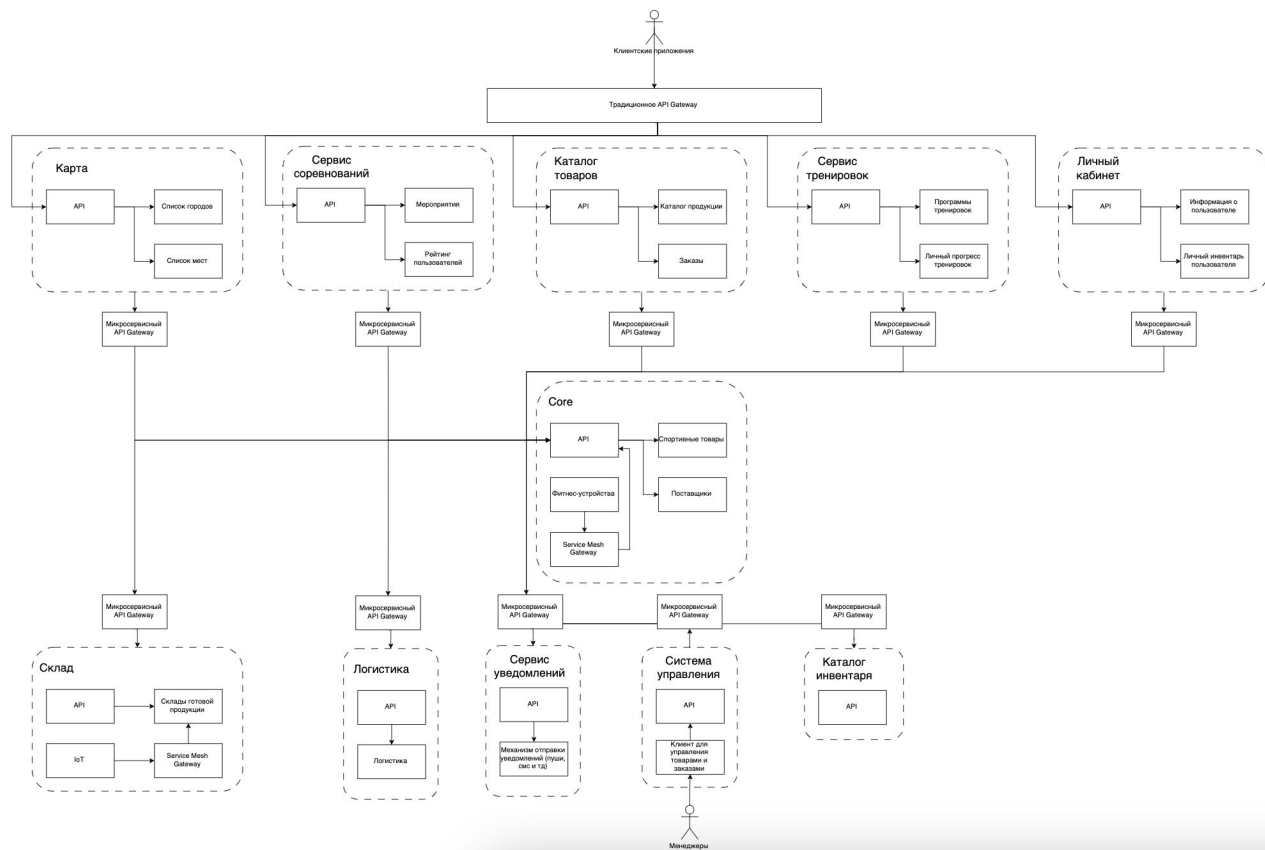 Клиентские приложения
Традиционное API Gateway
Карта
API
Список городов
Список мест
Сервис
соревнований
API
Мероприятия
Рейтинг
пользователей
Каталог
товаров
API
Каталог продукции
Заказы
Сервис
тренировок
API
Программы
тренировок
Личный прогресс
тренировок
Личный
кабинет
API
Информация о
пользователе
Личный инвентарь
пользователя
Микросервисный
API Gateway
Микросервисный
API Gateway
Микросервисный
API Gateway
Микросервисный
API Gateway
Микросервисный
API Gateway
Core
API
Спортивные товары
Фитнес-устройства
Поставщики
Service Mesh
Gateway
Микросервисный
API Gateway
Микросервисный
API Gateway
Микросервисный
API Gateway
Микросервисный
API Gateway
Микросервисный
API Gateway
Склад
API
Склады готовой
продукции
IoT
Service Mesh
Gateway
Логистика
API
Логистика
Сервис
уведомлений
API
Механизм отправки
уведомлений (пуши,
смс и тд)
Система
управления
API
Клиент для
управления
товарами и
заказами
Каталог
инвентаря
API
Менеджеры